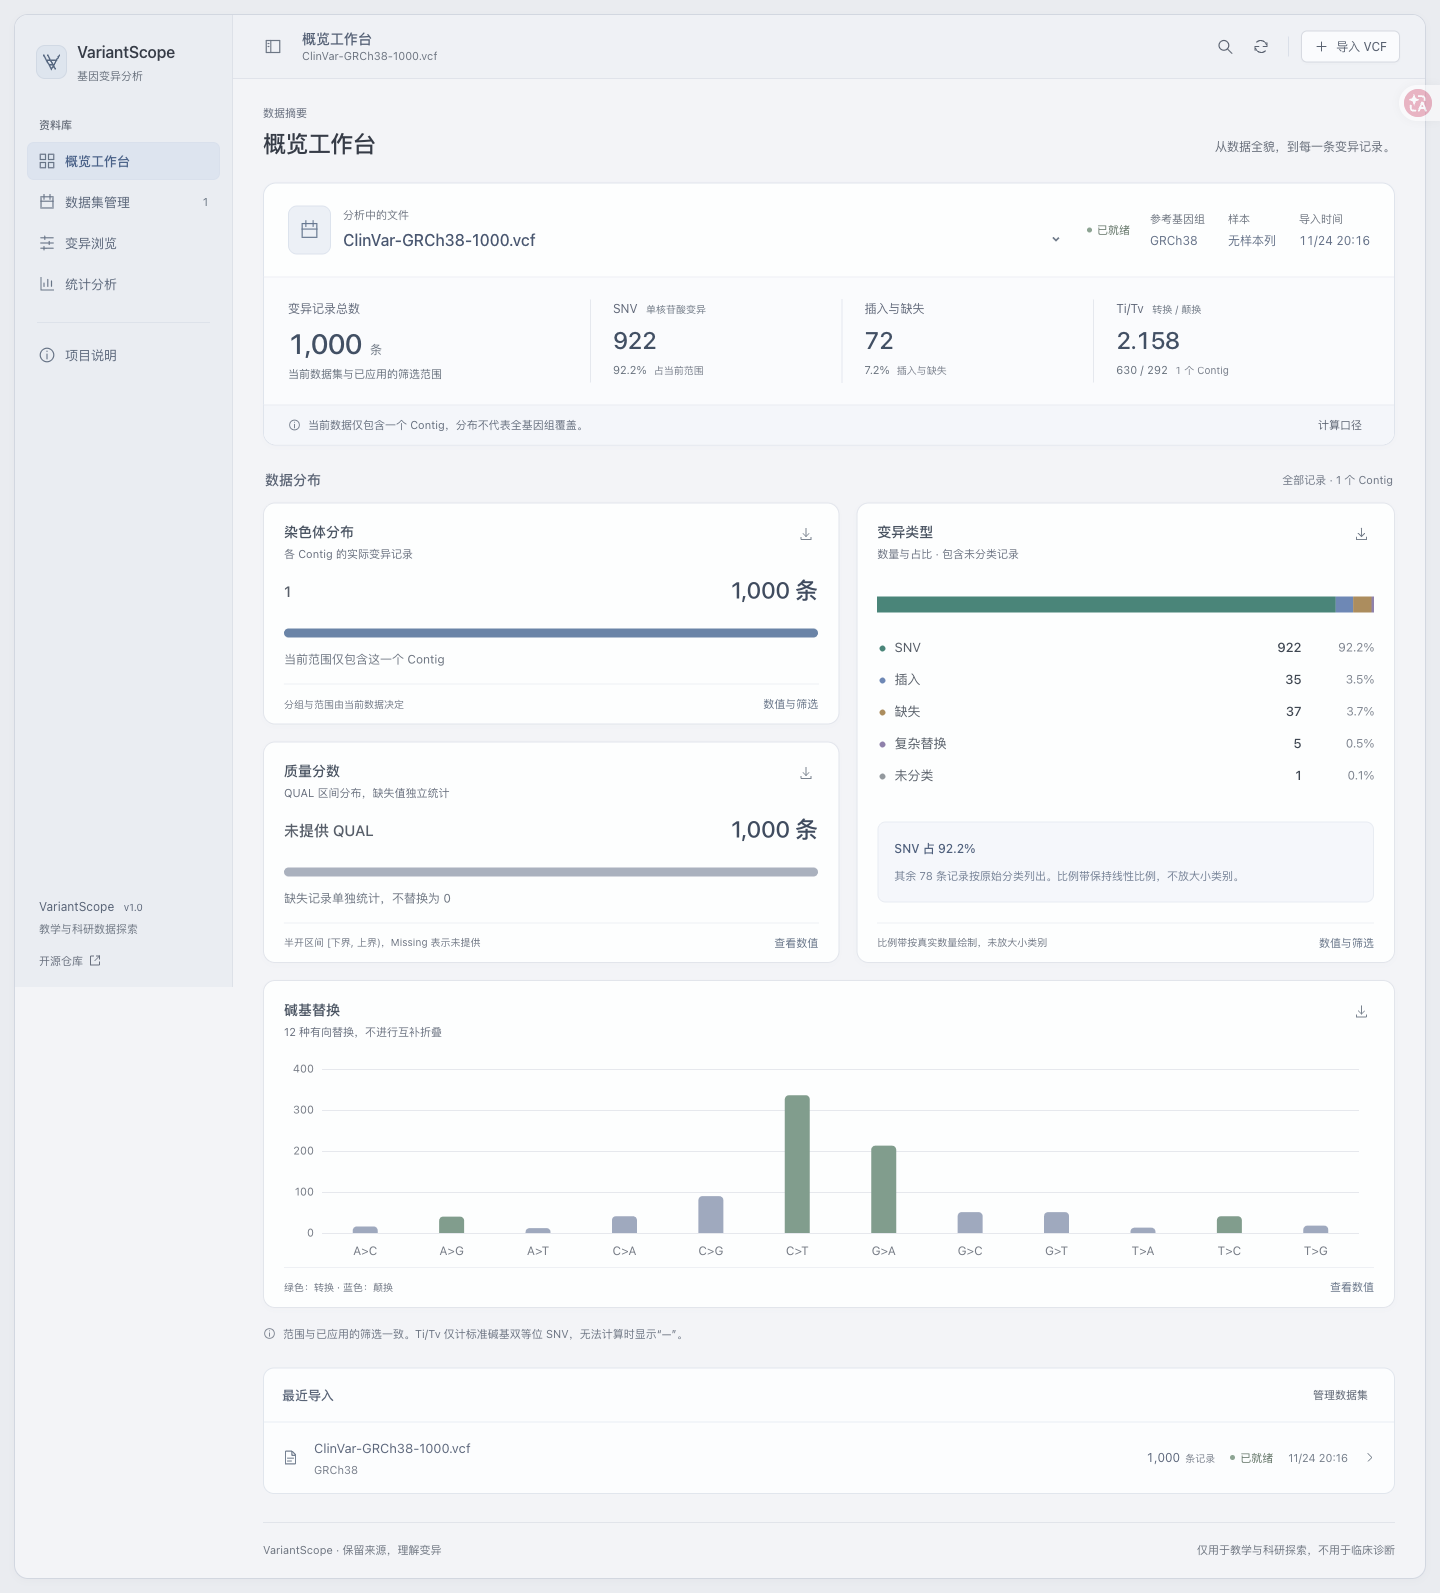 VariantScope
基因变异分析
资料库
概览工作台
数据集管理 1
变异浏览
统计分析
项目说明
VariantScope v1.0
教学与科研数据探索
开源仓库
概览工作台
ClinVar-GRCh38-1000.vcf
导入 VCF
数据摘要
概览工作台
从数据全貌，到每一条变异记录。
分析中的文件
ClinVar-GRCh38-1000.vcf
已就绪
参考基因组
GRCh38
样本
无样本列
导入时间
11/24 20:16
变异记录总数
1,000 条
当前数据集与已应用的筛选范围
SNV 单核苷酸变异
922
92.2% 占当前范围
插入与缺失
72
7.2% 插入与缺失
Ti/Tv 转换 / 颠换
2.158
630 / 292 1 个 Contig
当前数据仅包含一个 Contig，分布不代表全基因组覆盖。
计算口径
数据分布
全部记录 · 1 个 Contig
染色体分布
各 Contig 的实际变异记录
1 1,000 条
当前范围仅包含这一个 Contig
分组与范围由当前数据决定 数值与筛选
质量分数
QUAL 区间分布，缺失值独立统计
未提供 QUAL 1,000 条
缺失记录单独统计，不替换为 0
半开区间 [下界, 上界)，Missing 表示未提供 查看数值
变异类型
数量与占比 · 包含未分类记录
SNV 922 92.2%
插入 35 3.5%
缺失 37 3.7%
复杂替换 5 0.5%
未分类 1 0.1%
SNV 占 92.2%
其余 78 条记录按原始分类列出。比例带保持线性比例，不放大小类别。
比例带按真实数量绘制，未放大小类别 数值与筛选
碱基替换
12 种有向替换，不进行互补折叠
400
300
200
100
0
A>C A>G A>T C>A C>G C>T G>A G>C G>T T>A T>C T>G
绿色：转换 · 蓝色：颠换 查看数值
范围与已应用的筛选一致。Ti/Tv 仅计标准碱基双等位 SNV，无法计算时显示“—”。
最近导入 管理数据集
ClinVar-GRCh38-1000.vcf
GRCh38
1,000 条记录 已就绪 11/24 20:16
VariantScope · 保留来源，理解变异
仅用于教学与科研探索，不用于临床诊断